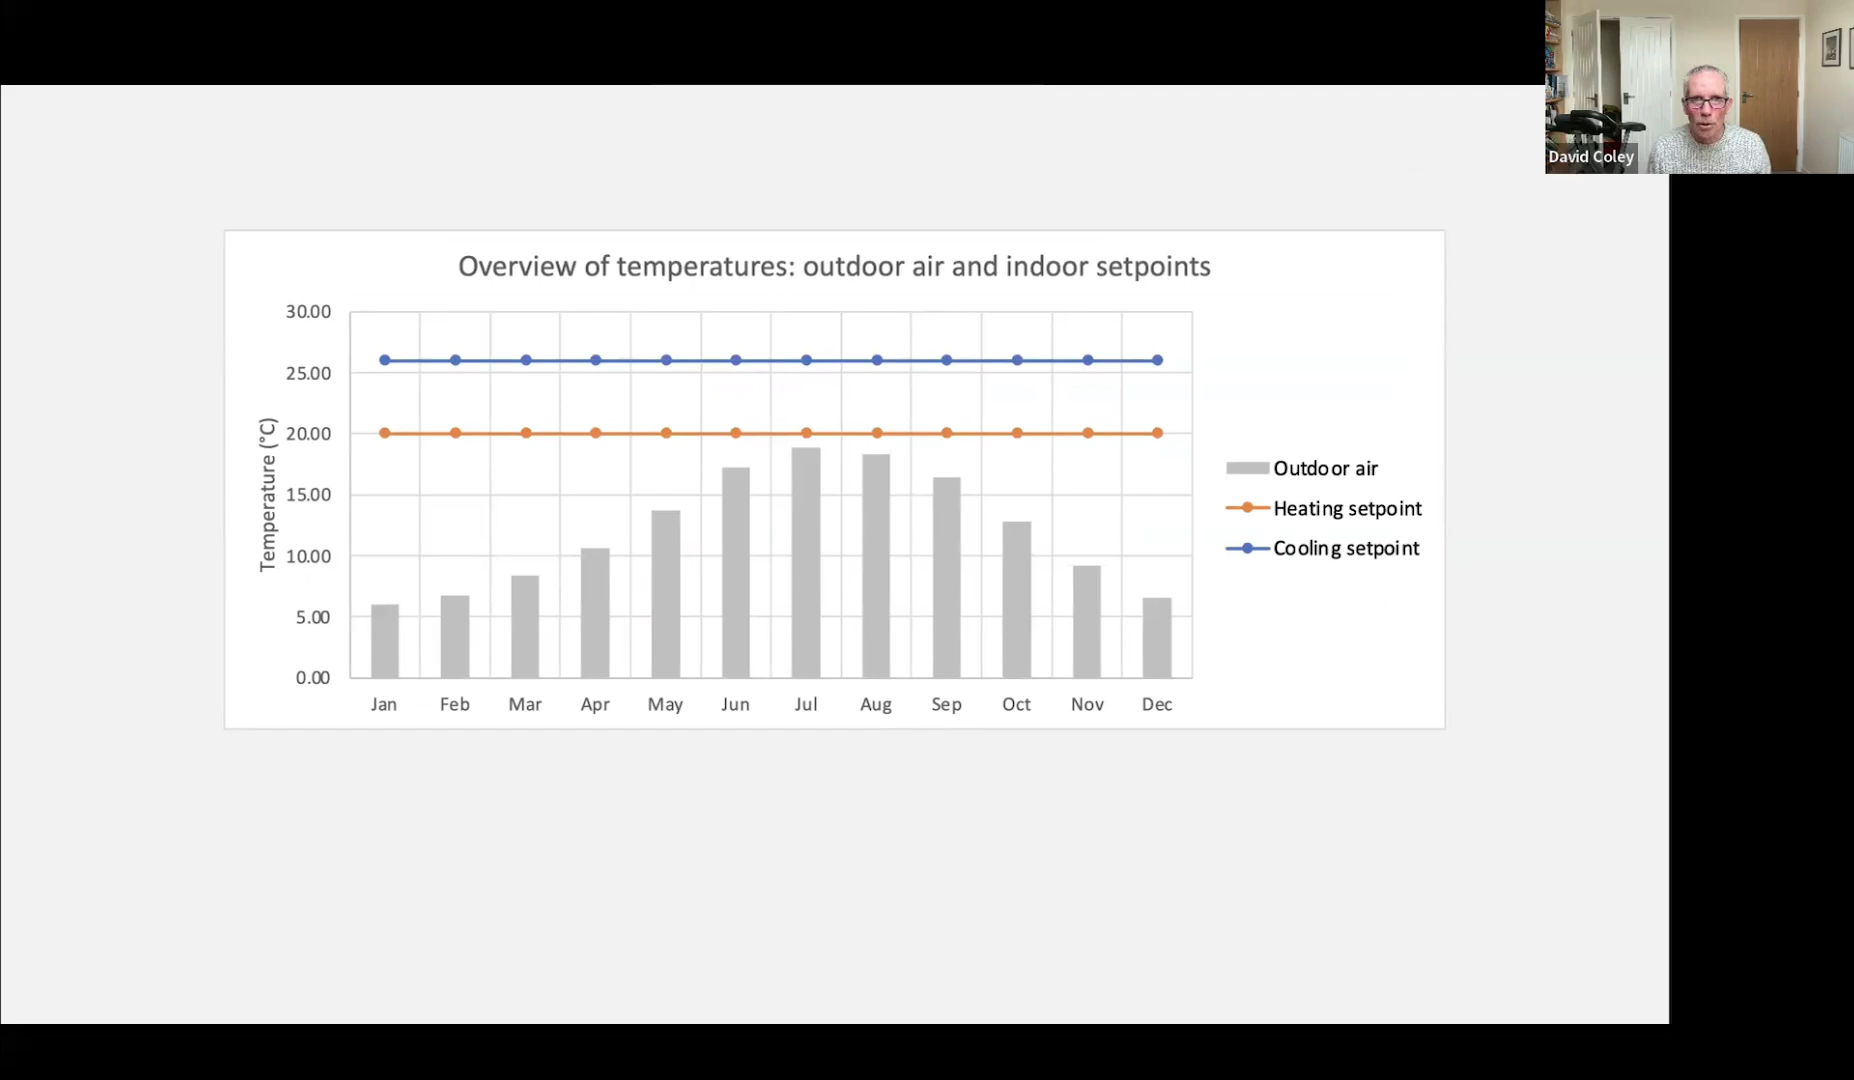 David Coley
Overview of temperatures: outdoor air and indoor setpoints
30.00
25.00
20.00
15.00
10.00
5.00
0.00
Temperature (°C)
Jan Feb Mar Apr May Jun Jul Aug Sep Oct Nov Dec
Outdoor air
Heating setpoint
Cooling setpoint